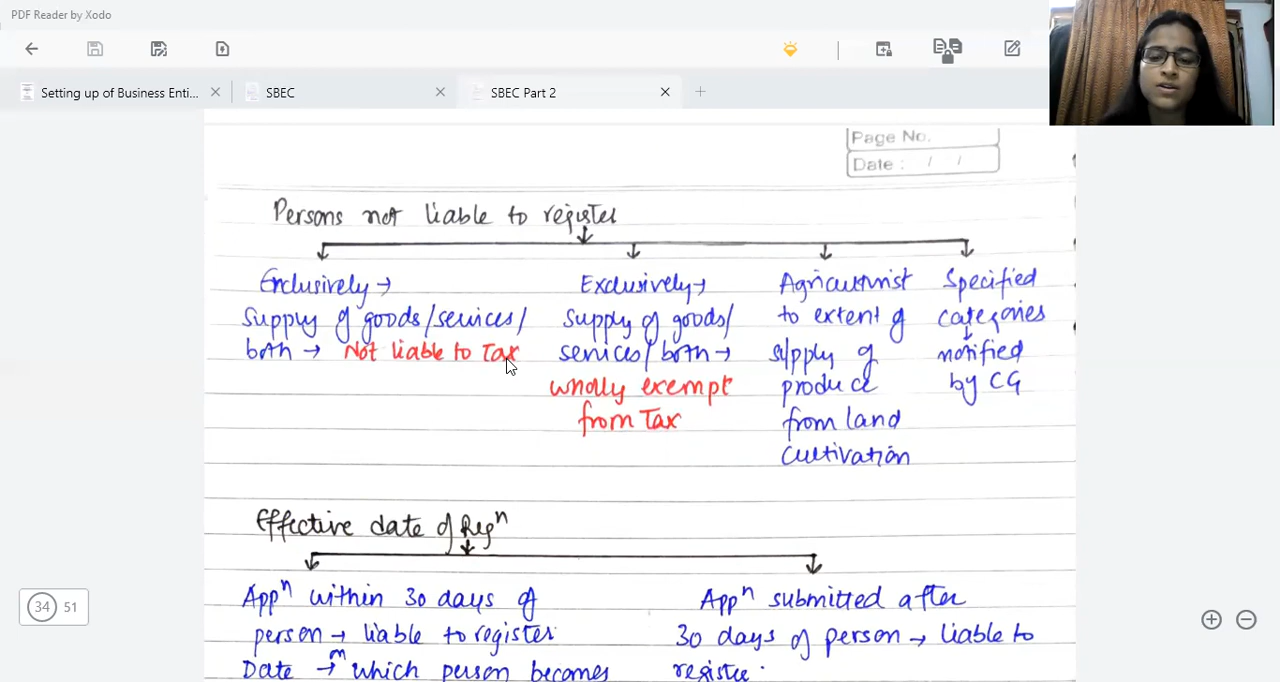 PDF Reader by Xodo
Setting up of Business Enti...
SBEC
SBEC Part 2
Page No.
Date : / /
Persons not liable to register
Exclusively →
Supply of goods/services/
both → Not liable to Tax
Exclusively →
Supply of goods/
services/both →
wholly exempt
from Tax
Agriculturist
to extent of
supply of
produce
from land
cultivation
Specified
categories
↓
notified
by CG
Effective date of Regⁿ
Appⁿ within 30 days of
person → liable to register
Date → ᵐ which person becomes
Appⁿ submitted after
30 days of person → liable to
register.
34 51